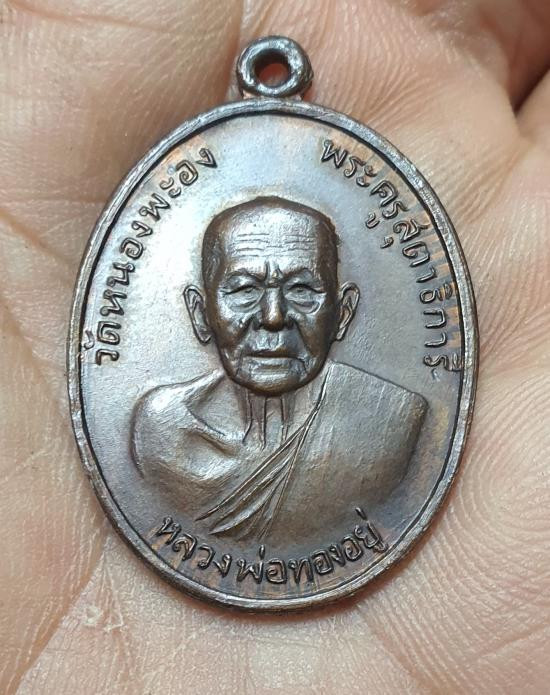 วัดหนองพะอง
พระครูสุตาธิการี
หลวงพ่อทองอยู่